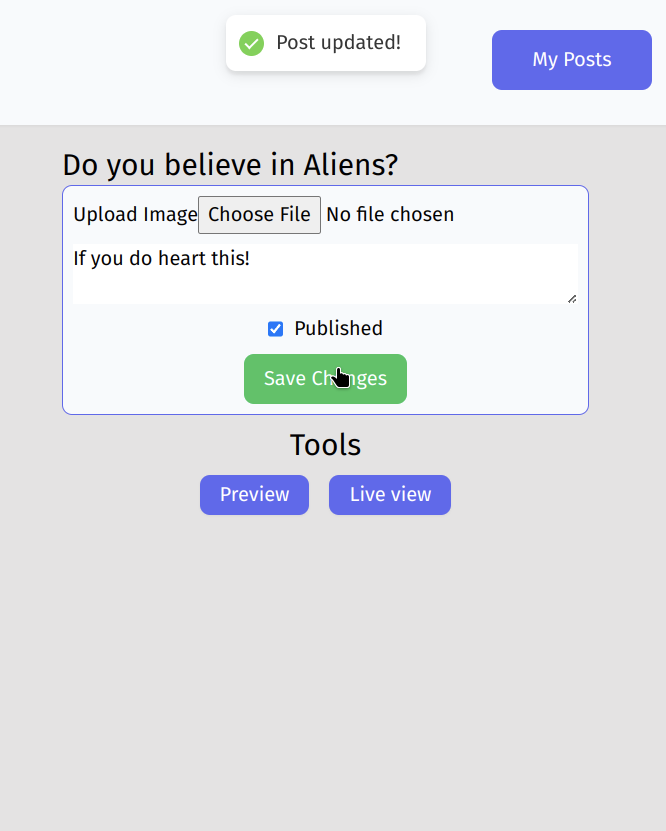 Post updated!
My Posts
Do you believe in Aliens?
Upload Image Choose File No file chosen
If you do heart this!
Published
Save Changes
Tools
Preview Live view